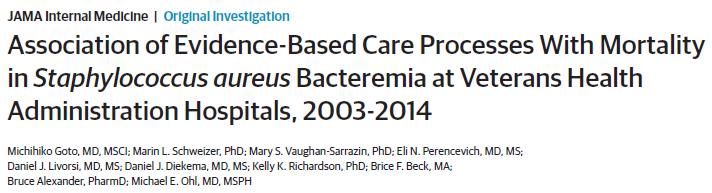 JAMA Internal Medicine | Original Investigation
Association of Evidence-Based Care Processes With Mortality
in Staphylococcus aureus Bacteremia at Veterans Health
Administration Hospitals, 2003-2014
Michihiko Goto, MD, MSCI; Marin L. Schweizer, PhD; Mary S. Vaughan-Sarrazin, PhD; Eli N. Perencevich, MD, MS;
Daniel J. Livorsi, MD, MS; Daniel J. Diekema, MD, MS; Kelly K. Richardson, PhD; Brice F. Beck, MA;
Bruce Alexander, PharmD; Michael E. Ohl, MD, MSPH